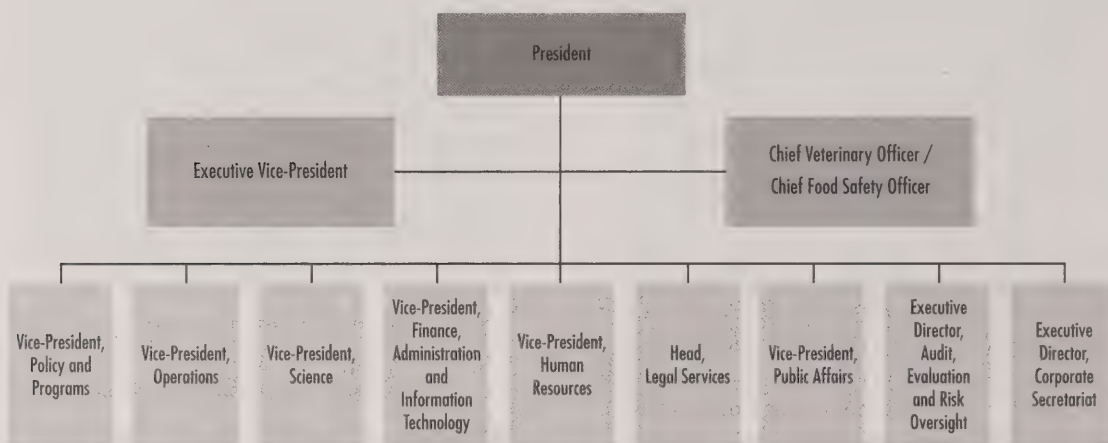 President
Executive Vice-President
Chief Veterinary Officer /
Chief Food Safety Officer
Vice-President,
Policy and
Programs
Vice-President,
Operations
Vice-President,
Science
Vice-President,
Finance,
Administration
and
Information
Technology
Vice-President,
Human
Resources
Head,
Legal Services
Vice-President,
Public Affairs
Executive
Director,
Audit,
Evaluation
and Risk
Oversight
Executive
Director,
Corporate
Secretariat